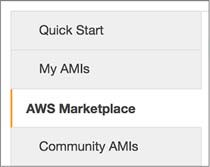 Quick Start
My AMIs
AWS Marketplace
Community AMIs